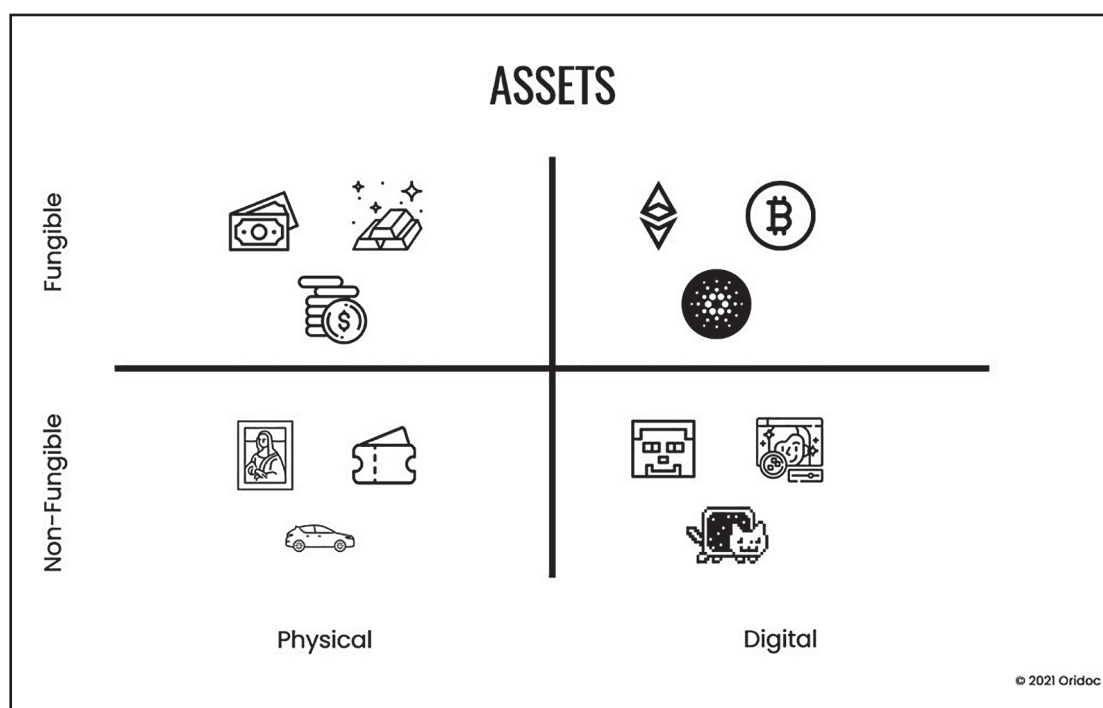 ASSETS
Fungible
Non-Fungible
Physical
Digital
© 2021 Oridoc